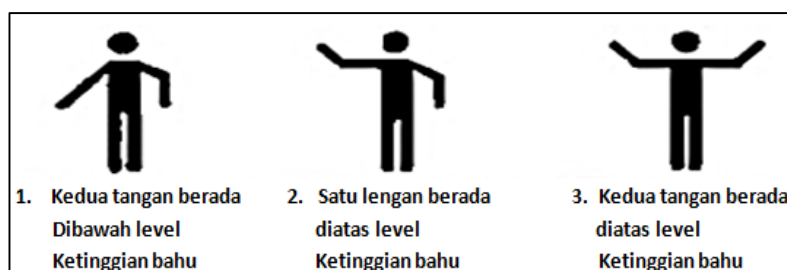 1. Kedua tangan berada
Dibawah level
Ketinggian bahu
2. Satu lengan berada
diatas level
Ketinggian bahu
3. Kedua tangan berada
diatas level
Ketinggian bahu